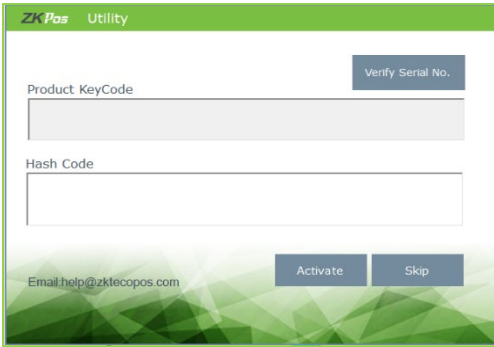 ZKPos Utility
Verify Serial No.
Product KeyCode
Hash Code
Activate Skip
Email:help@zktecopos.com